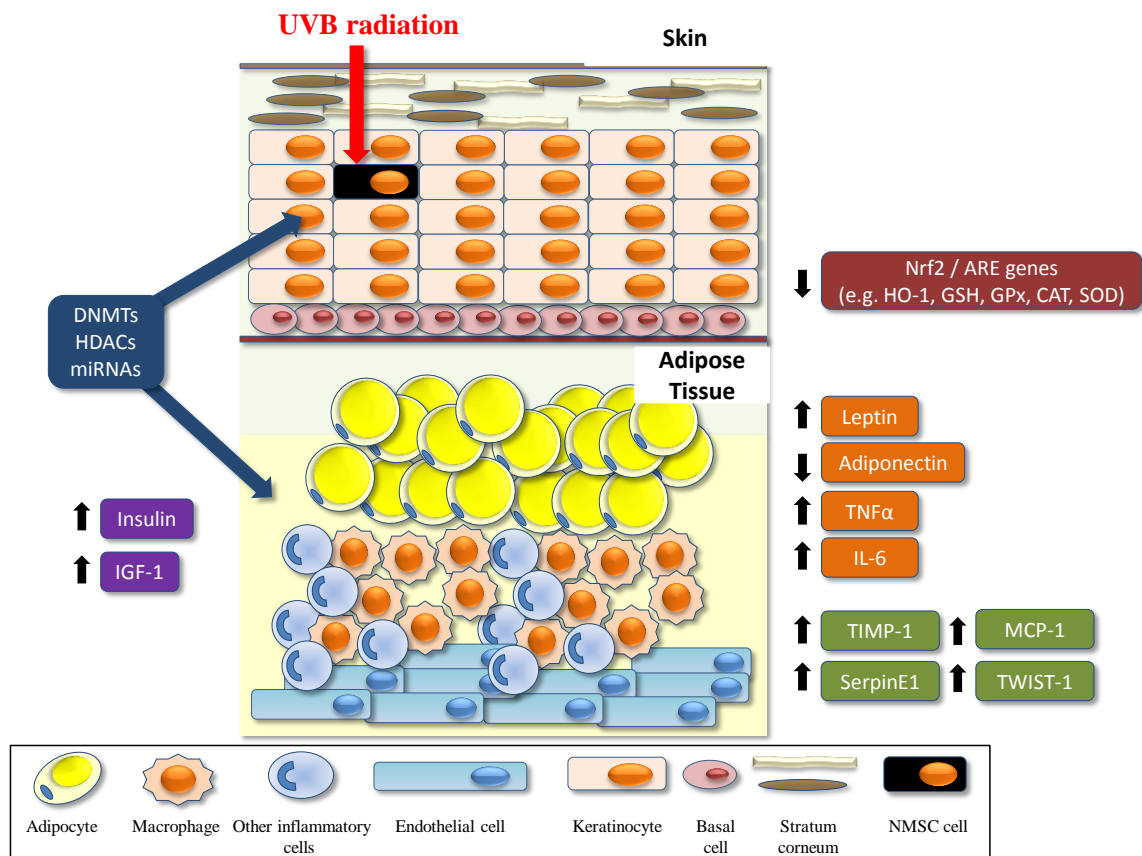 UVB radiation
Skin
Nrf2 / ARE genes
(e.g. HO-1, GSH, GPx, CAT, SOD)
DNMTs
HDACs
miRNAs
Adipose
Tissue
Leptin
Adiponectin
TNFα
IL-6
Insulin
IGF-1
TIMP-1
MCP-1
SerpinE1
TWIST-1
Adipocyte
Macrophage
Other inflammatory
cells
Endothelial cell
Keratinocyte
Basal
cell
Stratum
corneum
NMSC cell